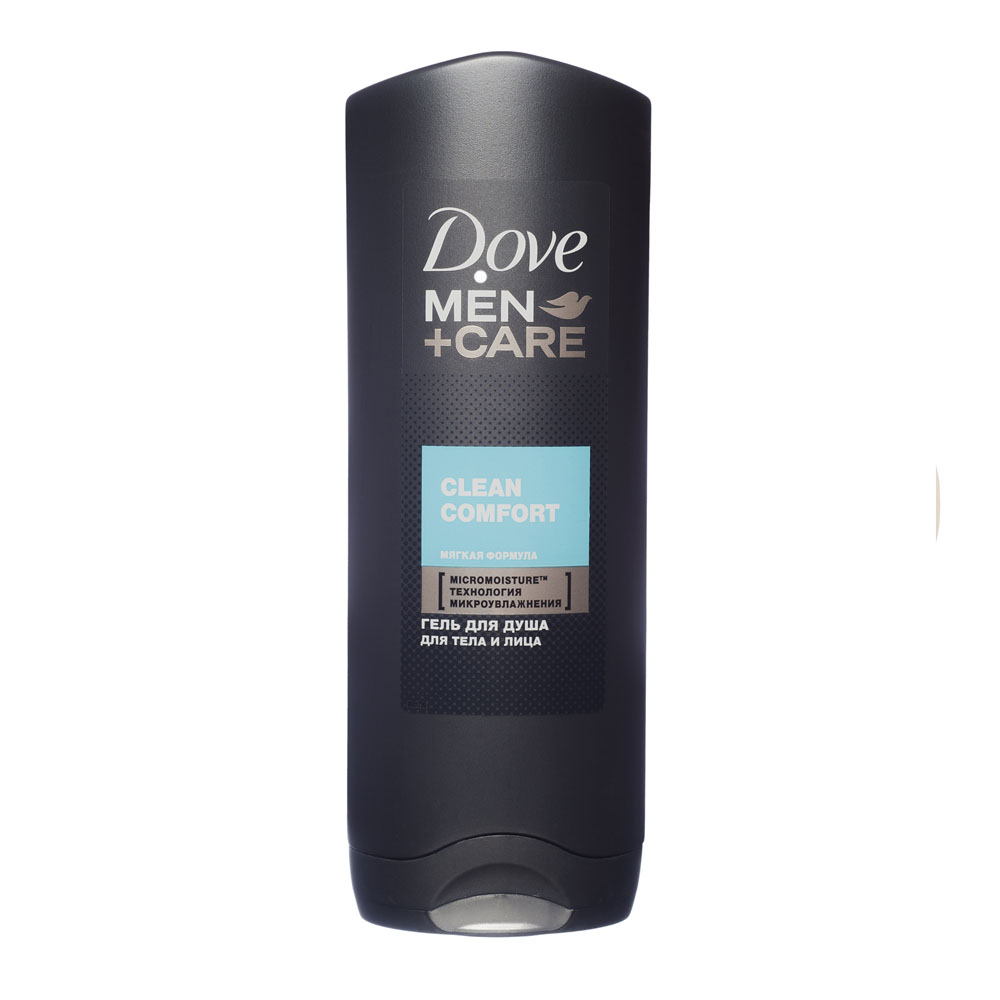 Dove
MEN
+CARE
CLEAN
COMFORT
МЯГКАЯ ФОРМУЛА
MICROMOISTURE™
ТЕХНОЛОГИЯ
МИКРОУВЛАЖНЕНИЯ
ГЕЛЬ ДЛЯ ДУША
ДЛЯ ТЕЛА И ЛИЦА